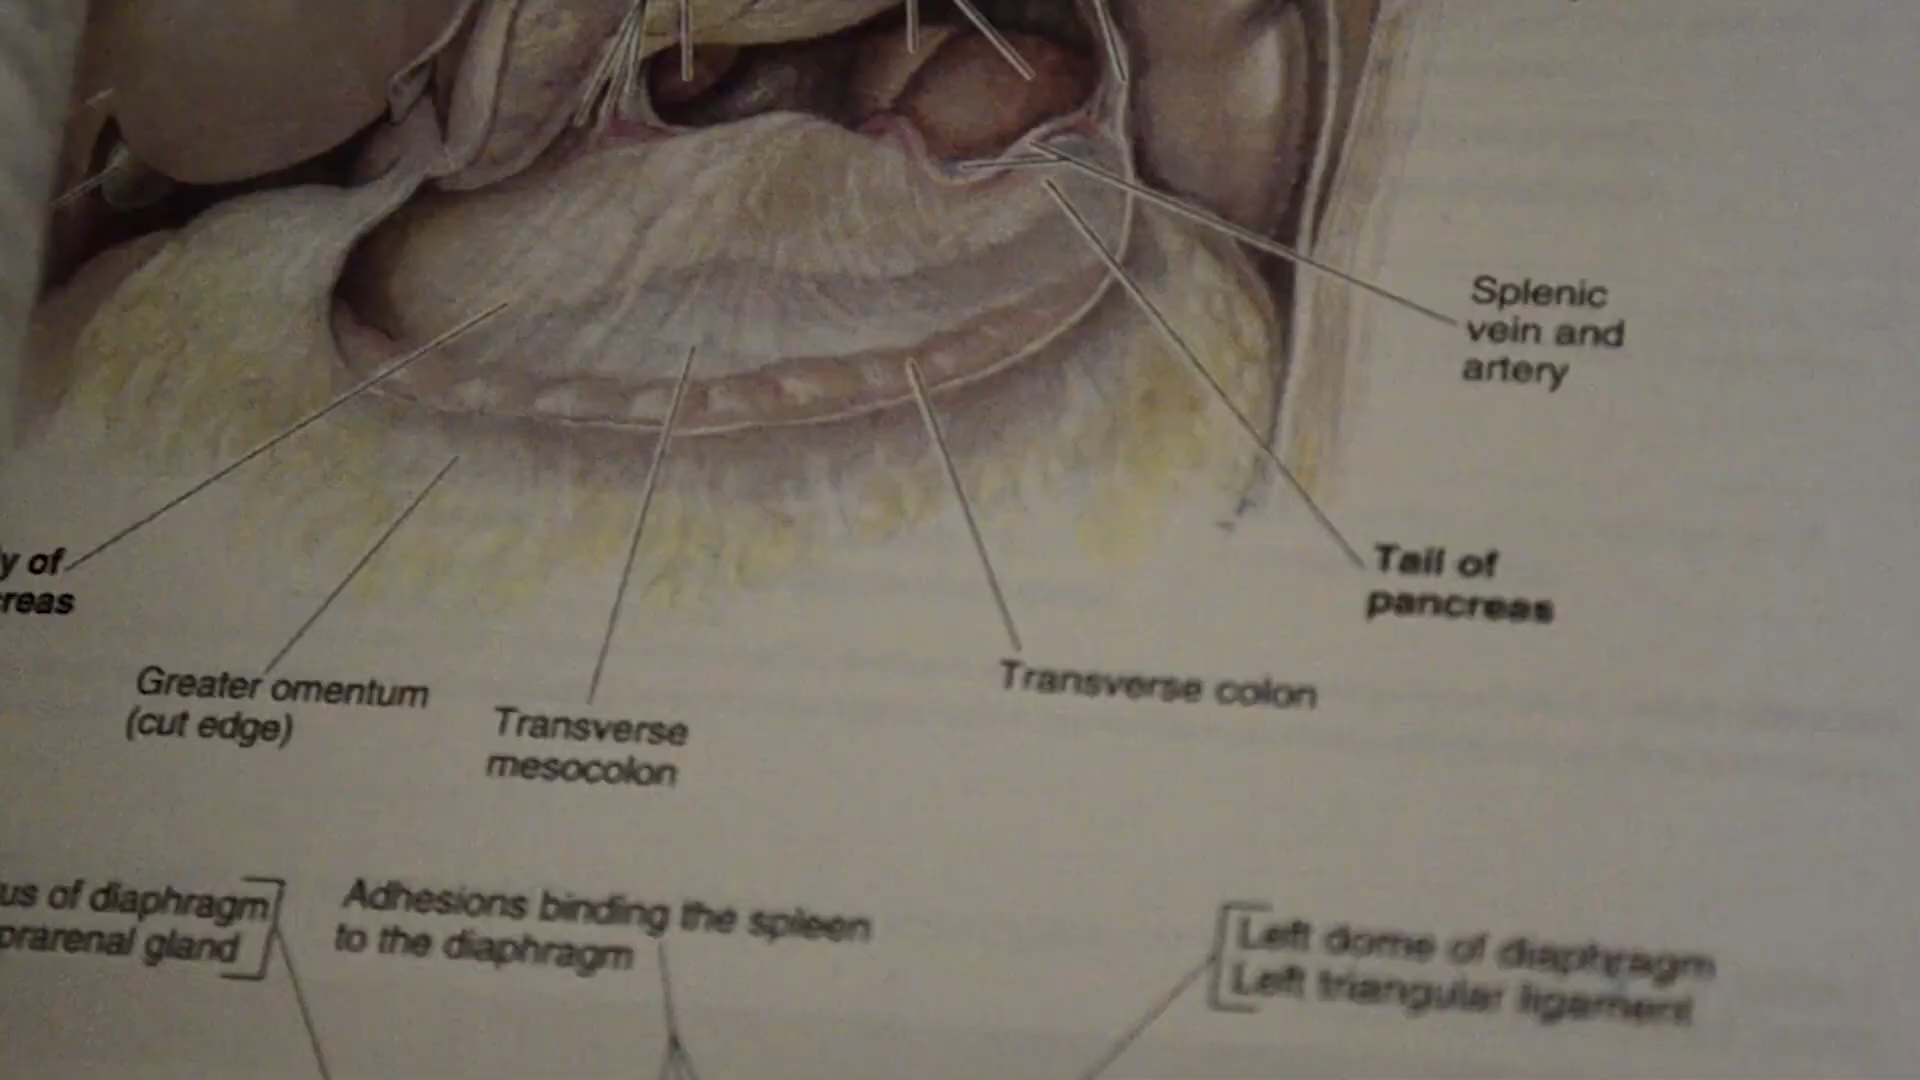 Splenic
vein and
artery
y of
creas
Tail of
pancreas
Greater omentum
(cut edge)
Transverse
mesocolon
Transverse colon
us of diaphragm
prarenal gland
Adhesions binding the spleen
to the diaphragm
Left dome of diaphragm
Left triangular ligament